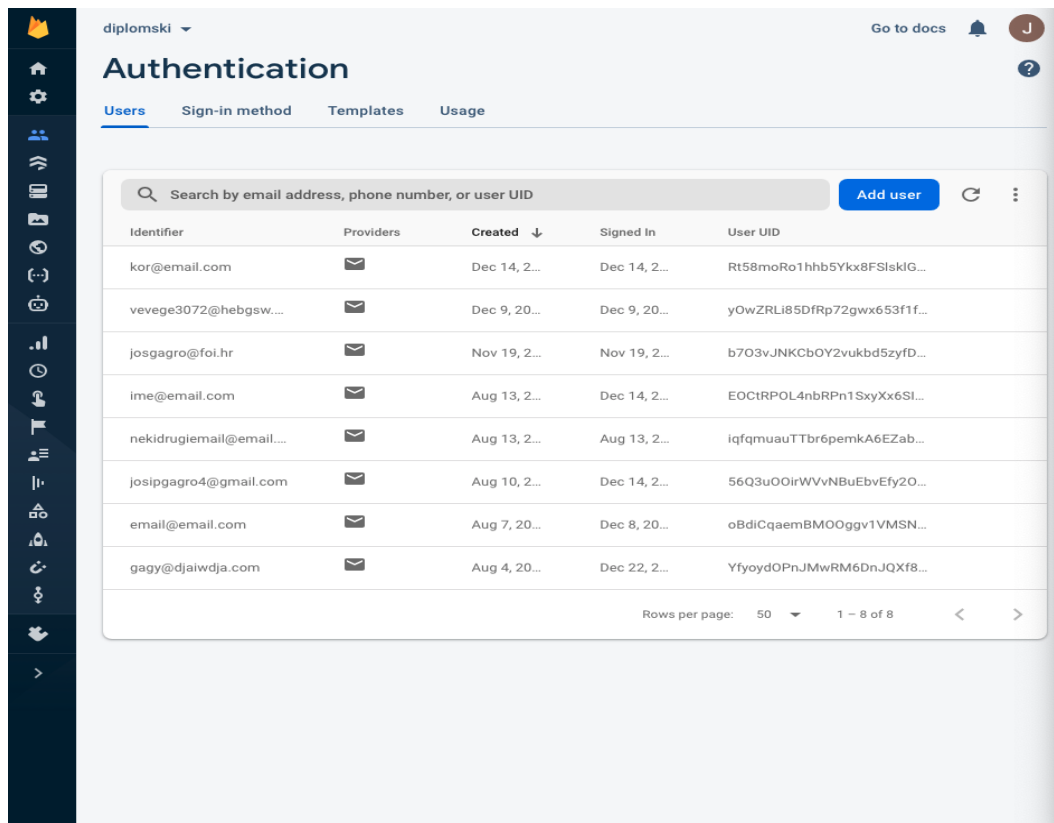 diplomski Go to docs J
Authentication
Users Sign-in method Templates Usage
Search by email address, phone number, or user UID Add user
Identifier Providers Created Signed In User UID
kor@email.com Dec 14, 2... Dec 14, 2... Rt58moRo1hhb5Ykx8FSlsklG...
vevege3072@hebgsw.... Dec 9, 20... Dec 9, 20... yOwZRLi85DfRp72gwx653f1f...
josgagro@foi.hr Nov 19, 2... Nov 19, 2... b7O3vJNKCbOY2vukbd5zyfD...
ime@email.com Aug 13, 2... Dec 14, 2... EOCtRPOL4nbRPn1SxyXx6SI...
nekidrugiemail@email.... Aug 13, 2... Aug 13, 2... iqfqmuauTTbr6pemkA6EZab...
josipgagro4@gmail.com Aug 10, 2... Dec 14, 2... 56Q3uOOirWVvNBuEbvEfy2O...
email@email.com Aug 7, 20... Dec 8, 20... oBdiCqaemBMOOggv1VMSN...
gagy@djaiwdja.com Aug 4, 20... Dec 22, 2... YfyoydOPnJMwRM6DnJQXf8...
Rows per page: 50 1 – 8 of 8